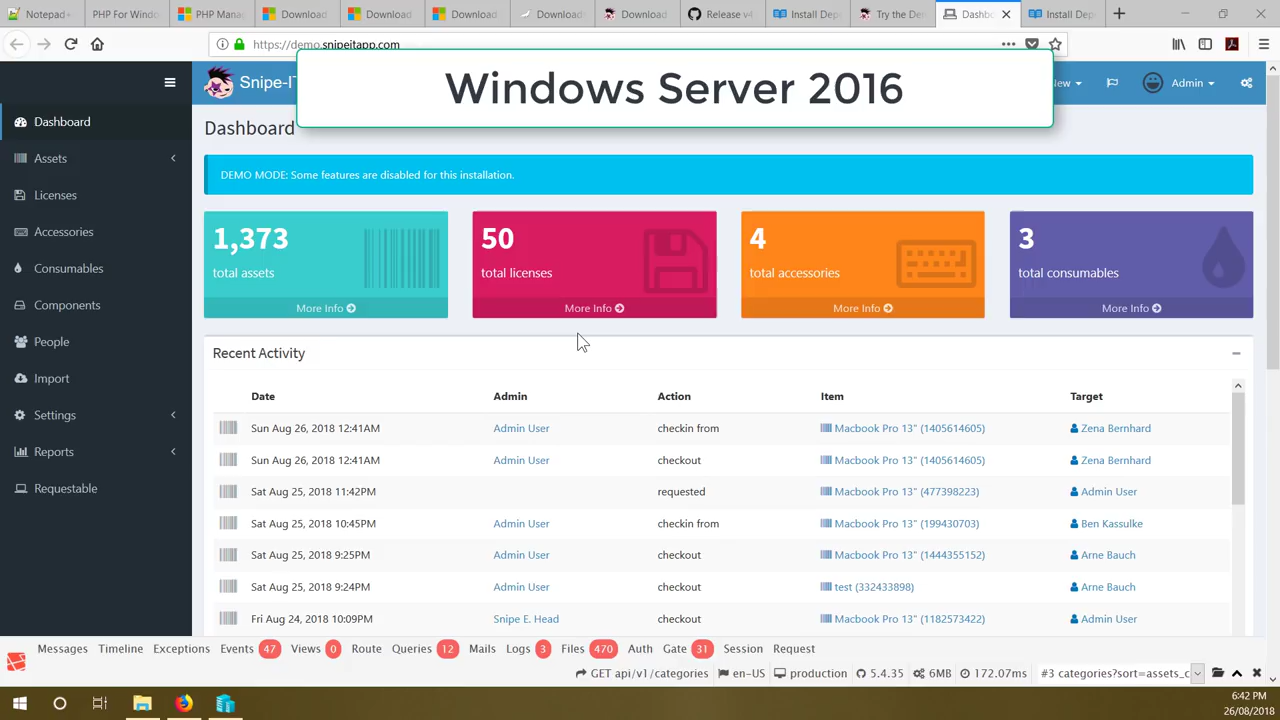 Notepad
PHP For Windo
PHP Mana
Download
Download
Download
Download
Download
Release v4
Install Dep
Try the De
Dashbo
Install Dep
https://demo.snipeitapp.com
Windows Server 2016
Snipe-I
ew
Admin
Dashboard
Assets
Licenses
Accessories
Consumables
Components
People
Import
Settings
Reports
Requestable
Dashboard
DEMO MODE: Some features are disabled for this installation.
1,373
total assets
More Info
50
total licenses
More Info
4
total accessories
More Info
3
total consumables
More Info
Recent Activity
Date Admin Action Item Target
Sun Aug 26, 2018 12:41AM Admin User checkin from Macbook Pro 13" (1405614605) Zena Bernhard
Sun Aug 26, 2018 12:41AM Admin User checkout Macbook Pro 13" (1405614605) Zena Bernhard
Sat Aug 25, 2018 11:42PM requested Macbook Pro 13" (477398223) Admin User
Sat Aug 25, 2018 10:45PM Admin User checkin from Macbook Pro 13" (199430703) Ben Kassulke
Sat Aug 25, 2018 9:25PM Admin User checkout Macbook Pro 13" (1444355152) Arne Bauch
Sat Aug 25, 2018 9:24PM Admin User checkout test (332433898) Arne Bauch
Fri Aug 24, 2018 10:09PM Snipe E. Head checkout Macbook Pro 13" (1182573422) Admin User
Messages Timeline Exceptions Events 47 Views 0 Route Queries 12 Mails Logs 3 Files 470 Auth Gate 31 Session Request
GET api/v1/categories en-US production 5.4.35 6MB 172.07ms #3 categories?sort=assets_c
6:42 PM
26/08/2018